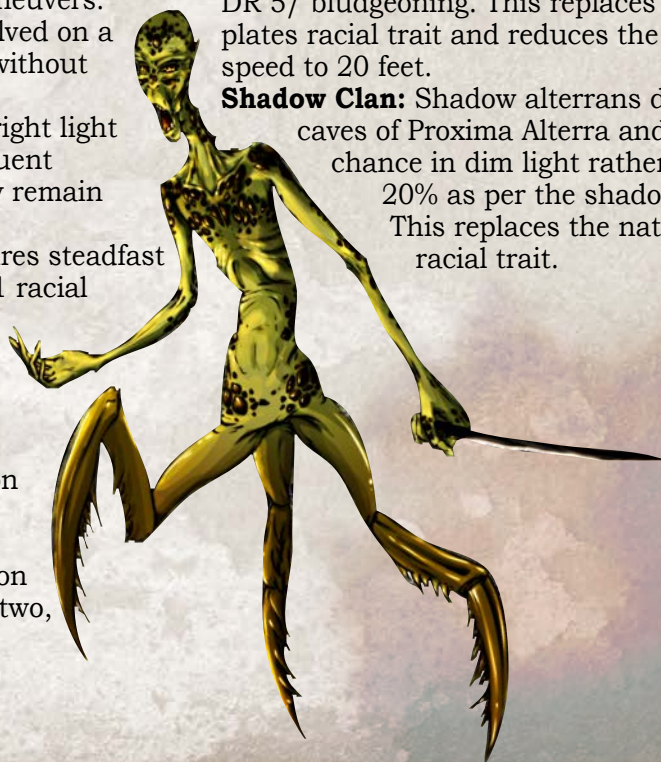 neuvers.
lved on a
without
right light
uent
y remain
res steadfast
l racial
on
on
two,
DR 5/ bludgeoning. This replaces
plates racial trait and reduces the
speed to 20 feet.
Shadow Clan: Shadow alterrans d
caves of Proxima Alterra and
chance in dim light rather
20% as per the shado
This replaces the nat
racial trait.